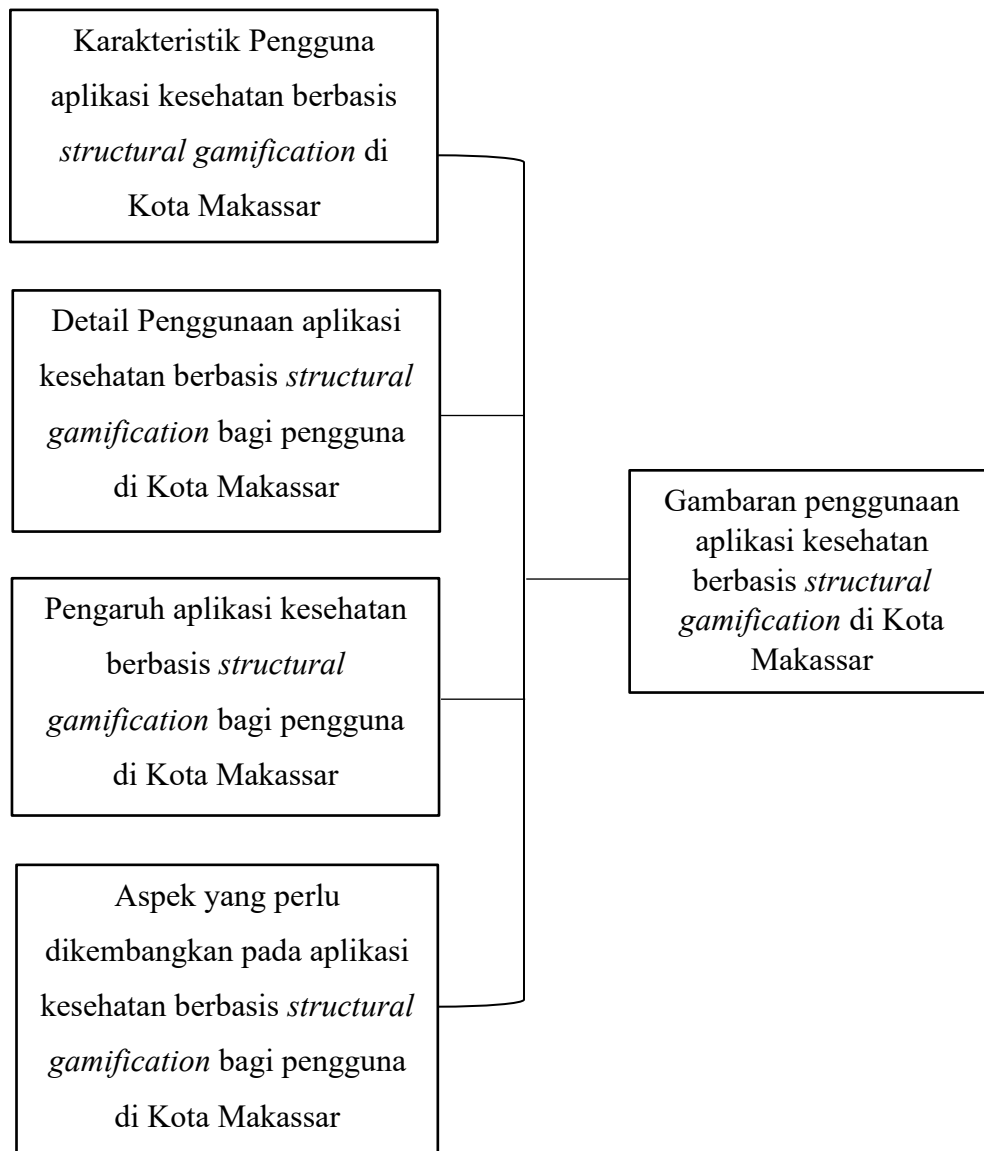 Karakteristik Pengguna
aplikasi kesehatan berbasis
structural gamification di
Kota Makassar
Detail Penggunaan aplikasi
kesehatan berbasis structural
gamification bagi pengguna
di Kota Makassar
Pengaruh aplikasi kesehatan
berbasis structural
gamification bagi pengguna
di Kota Makassar
Aspek yang perlu
dikembangkan pada aplikasi
kesehatan berbasis structural
gamification bagi pengguna
di Kota Makassar
Gambaran penggunaan
aplikasi kesehatan
berbasis structural
gamification di Kota
Makassar